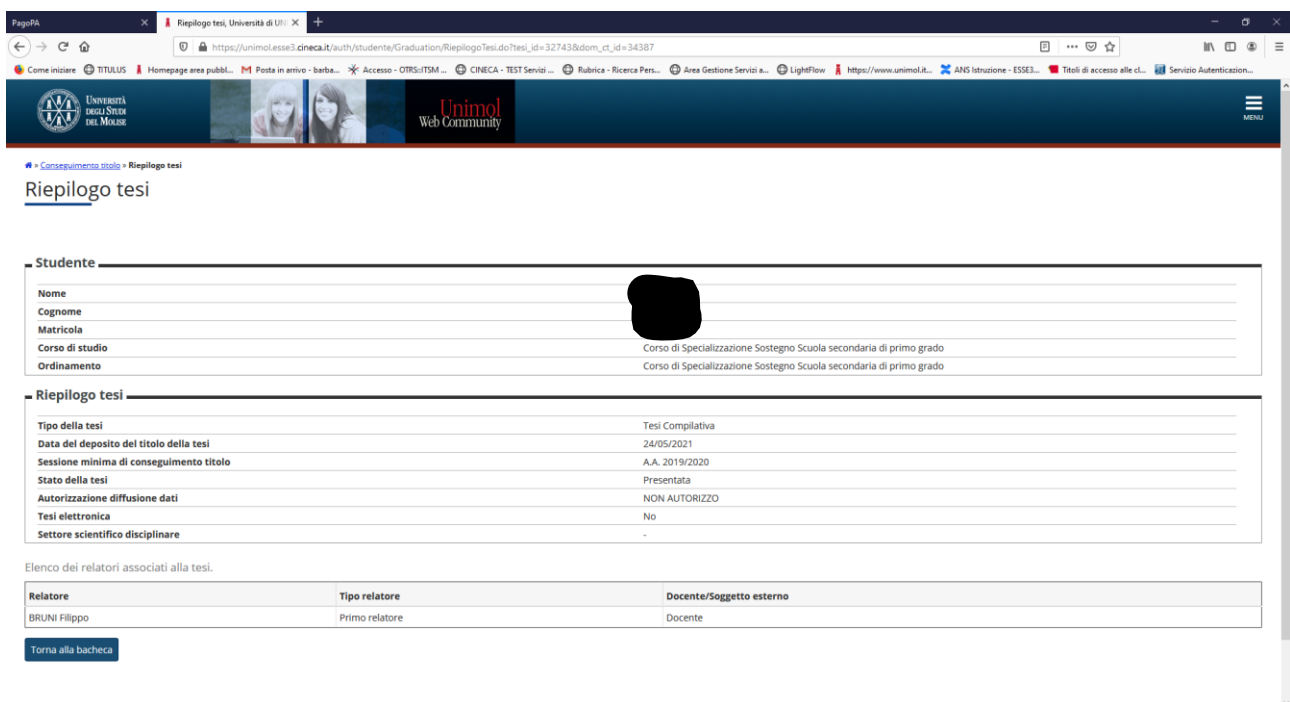 PagoPA
Riepilogo tesi, Università di UNI
https://unimol.esse3.cineca.it/auth/studente/Graduation/RiepilogoTesi.do?tesi_id=32743&dom_ct_id=34387
Come iniziare TITULUS Homepage area pubbl... Posta in arrivo - barba... Accesso - OTRS::ITSM ... CINECA - TEST Servizi ... Rubrica - Ricerca Pers... Area Gestione Servizi a... LightFlow https://www.unimol.it... ANS Istruzione - ESSE3... Titoli di accesso alle cl... Servizio Autenticazion...
UNIVERSITÀ
DEGLI STUDI
DEL MOLISE
Unimol
Web Community
MENU
» Conseguimento titolo » Riepilogo tesi
Riepilogo tesi
Studente
Nome
Cognome
Matricola
Corso di studio Corso di Specializzazione Sostegno Scuola secondaria di primo grado
Ordinamento Corso di Specializzazione Sostegno Scuola secondaria di primo grado
Riepilogo tesi
Tipo della tesi Tesi Compilativa
Data del deposito del titolo della tesi 24/05/2021
Sessione minima di conseguimento titolo A.A. 2019/2020
Stato della tesi Presentata
Autorizzazione diffusione dati NON AUTORIZZO
Tesi elettronica No
Settore scientifico disciplinare -
Elenco dei relatori associati alla tesi.
Relatore Tipo relatore Docente/Soggetto esterno
BRUNI Filippo Primo relatore Docente
Torna alla bacheca